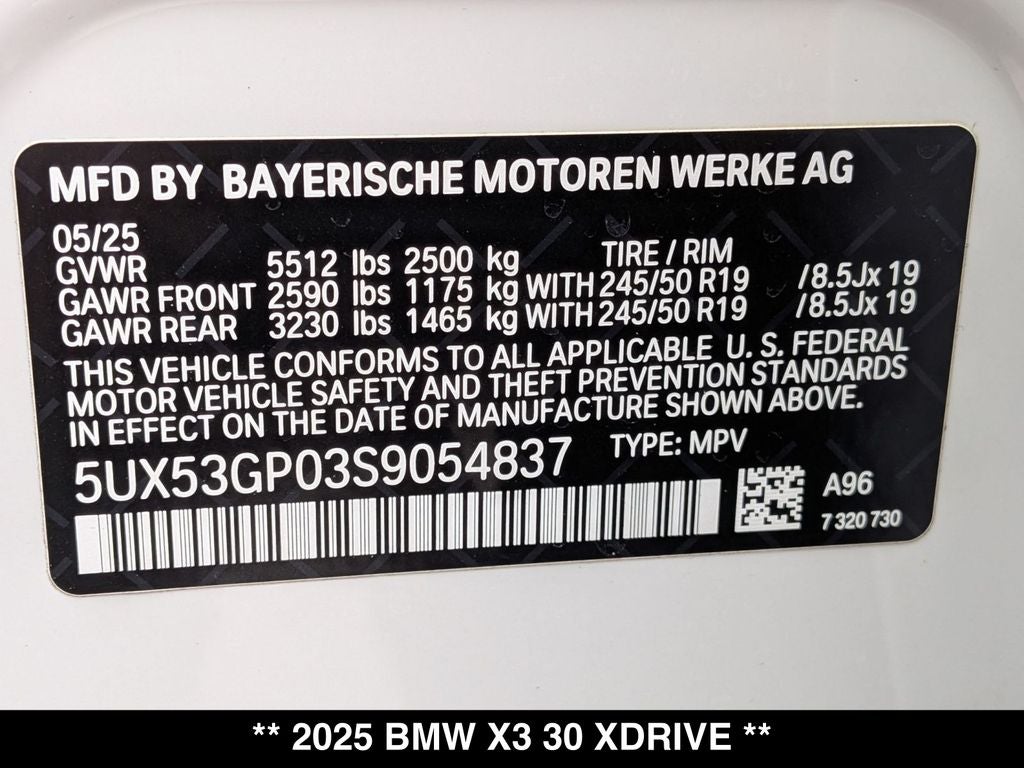 MFD BY BAYERISCHE MOTOREN WERKE AG
05/25
TIRE / RIM
GVWR 5512 lbs 2500 kg
GAWR FRONT 2590 lbs 1175 kg WITH 245/50 R19 /8.5Jx 19
GAWR REAR 3230 lbs 1465 kg WITH 245/50 R19 /8.5Jx 19
THIS VEHICLE CONFORMS TO ALL APPLICABLE U. S. FEDERAL
MOTOR VEHICLE SAFETY AND THEFT PREVENTION STANDARDS
IN EFFECT ON THE DATE OF MANUFACTURE SHOWN ABOVE.
5UX53GP03S9054837 TYPE: MPV
A96
7 320 730
** 2025 BMW X3 30 XDRIVE **